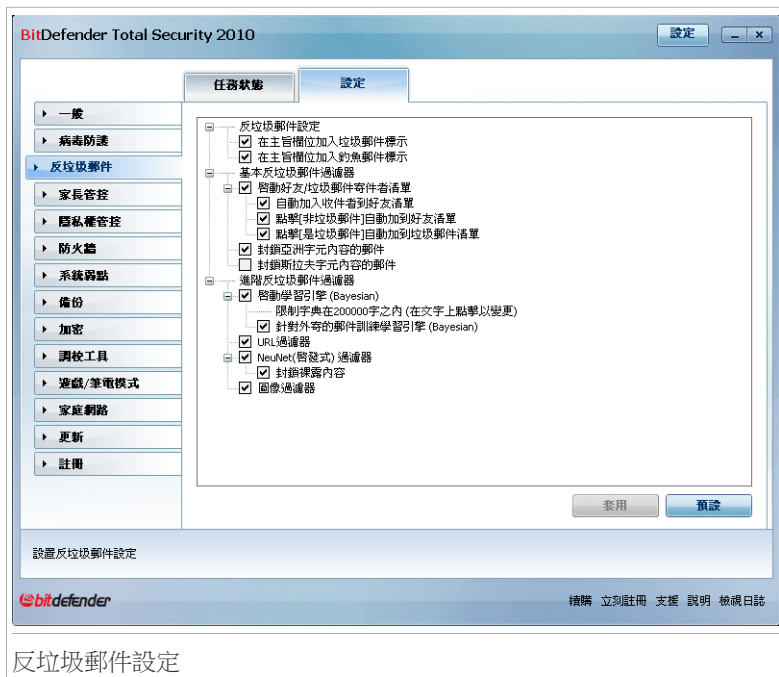 BitDefender Total Security 2010
設定
任務狀態
設定
一般
病毒防護
反垃圾郵件
家長管控
隱私權管控
防火牆
系統弱點
備份
加密
調校工具
遊戲/筆電模式
家庭網路
更新
註冊
反垃圾郵件設定
在主旨欄位加入垃圾郵件標示
在主旨欄位加入釣魚郵件標示
基本反垃圾郵件過濾器
啓動好友/垃圾郵件寄件者清單
自動加入收件者到好友清單
點擊[非垃圾郵件]自動加到好友清單
點擊[是垃圾郵件]自動加到垃圾郵件清單
封鎖亞洲字元內容的郵件
封鎖斯拉夫字元內容的郵件
進階反垃圾郵件過濾器
啓動學習引擎 (Bayesian)
限制字典在200000字之內 (在文字上點擊以變更)
針對外寄的郵件訓練學習引擎 (Bayesian)
URL過濾器
NeuNet(啓發式) 過濾器
封鎖裸露內容
圖像過濾器
套用
預設
設置反垃圾郵件設定
bitdefender
續購 立刻註冊 支援 說明 檢視日誌
反垃圾郵件設定